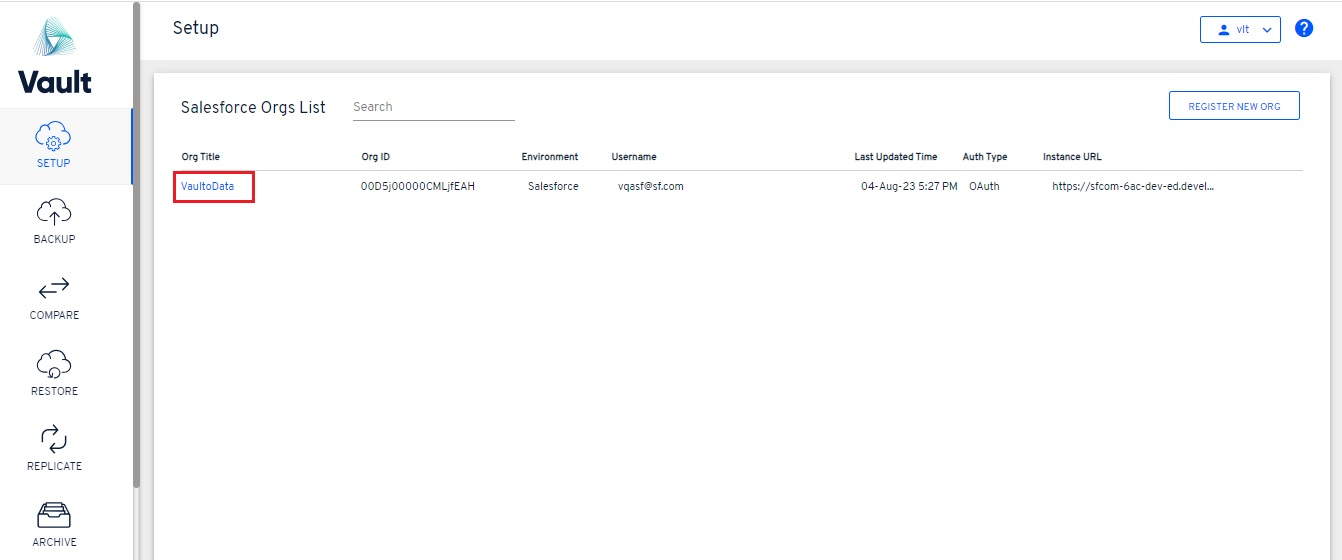 Vault
SETUP
BACKUP
COMPARE
RESTORE
REPLICATE
ARCHIVE
Setup
vlt
?
Salesforce Orgs List
Search
REGISTER NEW ORG
Org Title Org ID Environment Username Last Updated Time Auth Type Instance URL
VaultoData 00D5j00000CMLjfEAH Salesforce vqasf@sf.com 04-Aug-23 5:27 PM OAuth https://sfcom-6ac-dev-ed.devel...